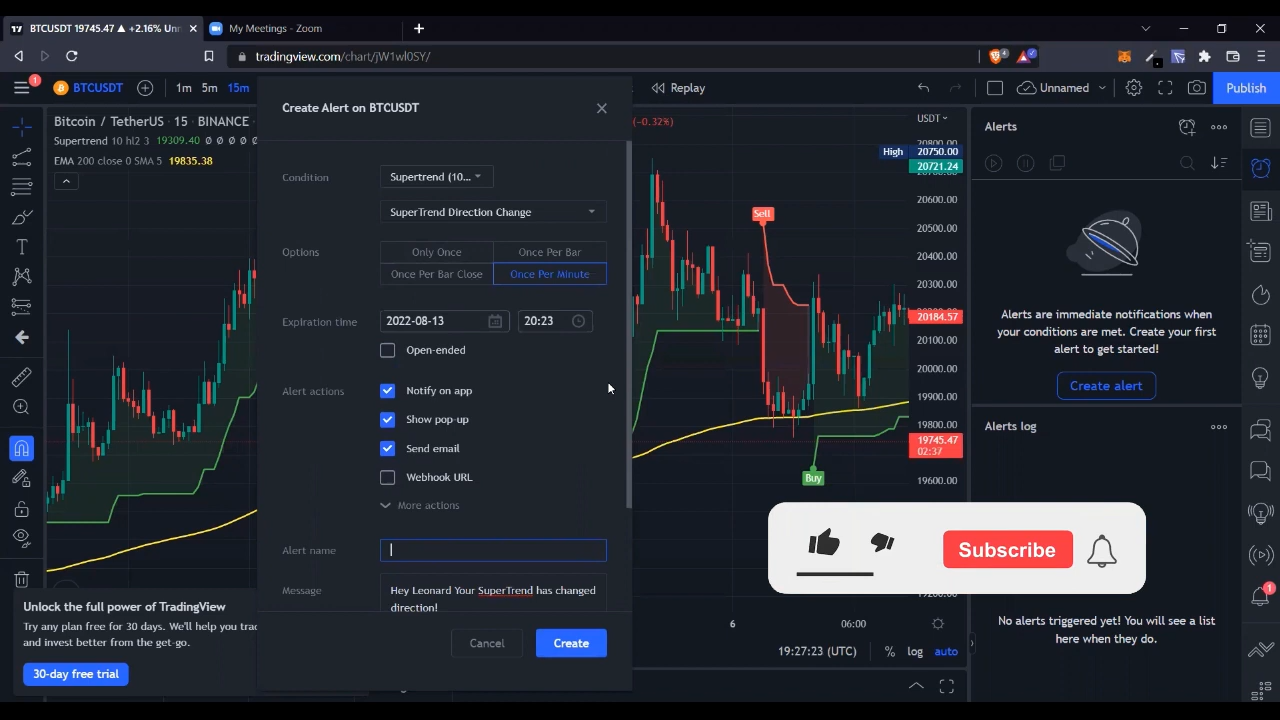 BTCUSDT 19745.47 ▲ +2.16% Unn
My Meetings - Zoom
tradingview.com/chart/jW1wl0SY/
BTCUSDT
1m 5m 15m
Replay
Unnamed
Publish
Bitcoin / TetherUS · 15 · BINANCE
Supertrend 10 hl2 3 19309.40 ø ø ø ø
EMA 200 close 0 SMA 5 19835.38
Create Alert on BTCUSDT
Condition
Supertrend (10...
SuperTrend Direction Change
Options
Only Once
Once Per Bar
Once Per Bar Close
Once Per Minute
Expiration time
2022-08-13
20:23
Open-ended
Alert actions
Notify on app
Show pop-up
Send email
Webhook URL
More actions
Alert name
Message
Hey Leonard Your SuperTrend has changed
direction!
Cancel
Create
(−0.32%)
Sell
Buy
USDT
High 20750.00
20721.24
20600.00
20500.00
20400.00
20300.00
20184.57
20100.00
20000.00
19900.00
19800.00
19745.47
02:37
19600.00
6
06:00
19:27:23 (UTC)
%
log
auto
Alerts
1
Alerts are immediate notifications when
your conditions are met. Create your first
alert to get started!
Create alert
Alerts log
No alerts triggered yet! You will see a list
here when they do.
1
Subscribe
Unlock the full power of TradingView
Try any plan free for 30 days. We'll help you trac
and invest better from the get-go.
30-day free trial